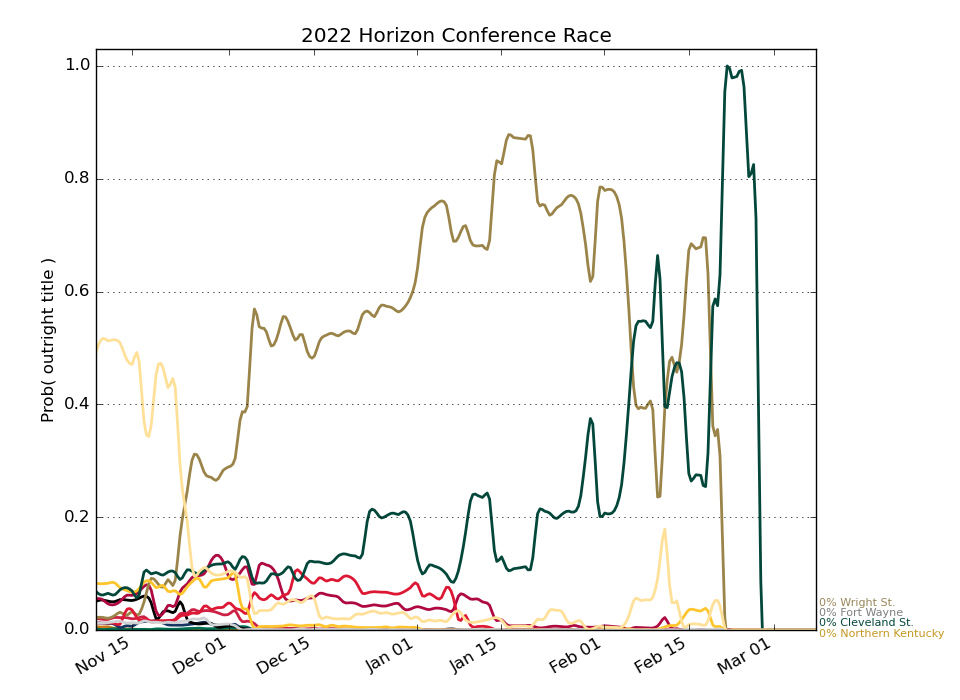 2022 Horizon Conference Race
Prob( outright title )
1.0
0.8
0.6
0.4
0.2
0.0
Nov 15
Dec 01
Dec 15
Jan 01
Jan 15
Feb 01
Feb 15
Mar 01
0% Wright St.
0% Fort Wayne
0% Cleveland St.
0% Northern Kentucky